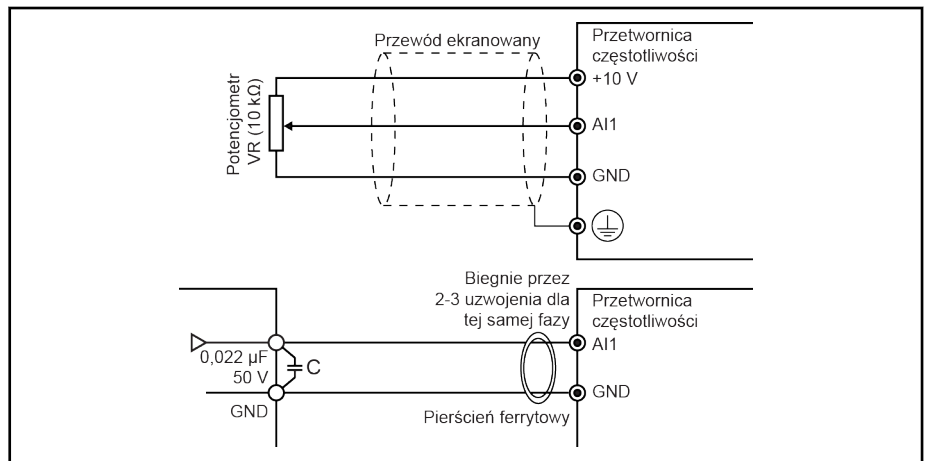 Przewód ekranowany
Przetwornica
częstotliwości
+10 V
Potencjometr
VR (10 kΩ)
AI1
GND
Biegnie przez
2-3 uzwojenia dla
tej samej fazy
Przetwornica
częstotliwości
AI1
0,022 µF
50 V
C
GND
GND
Pierścień ferrytowy